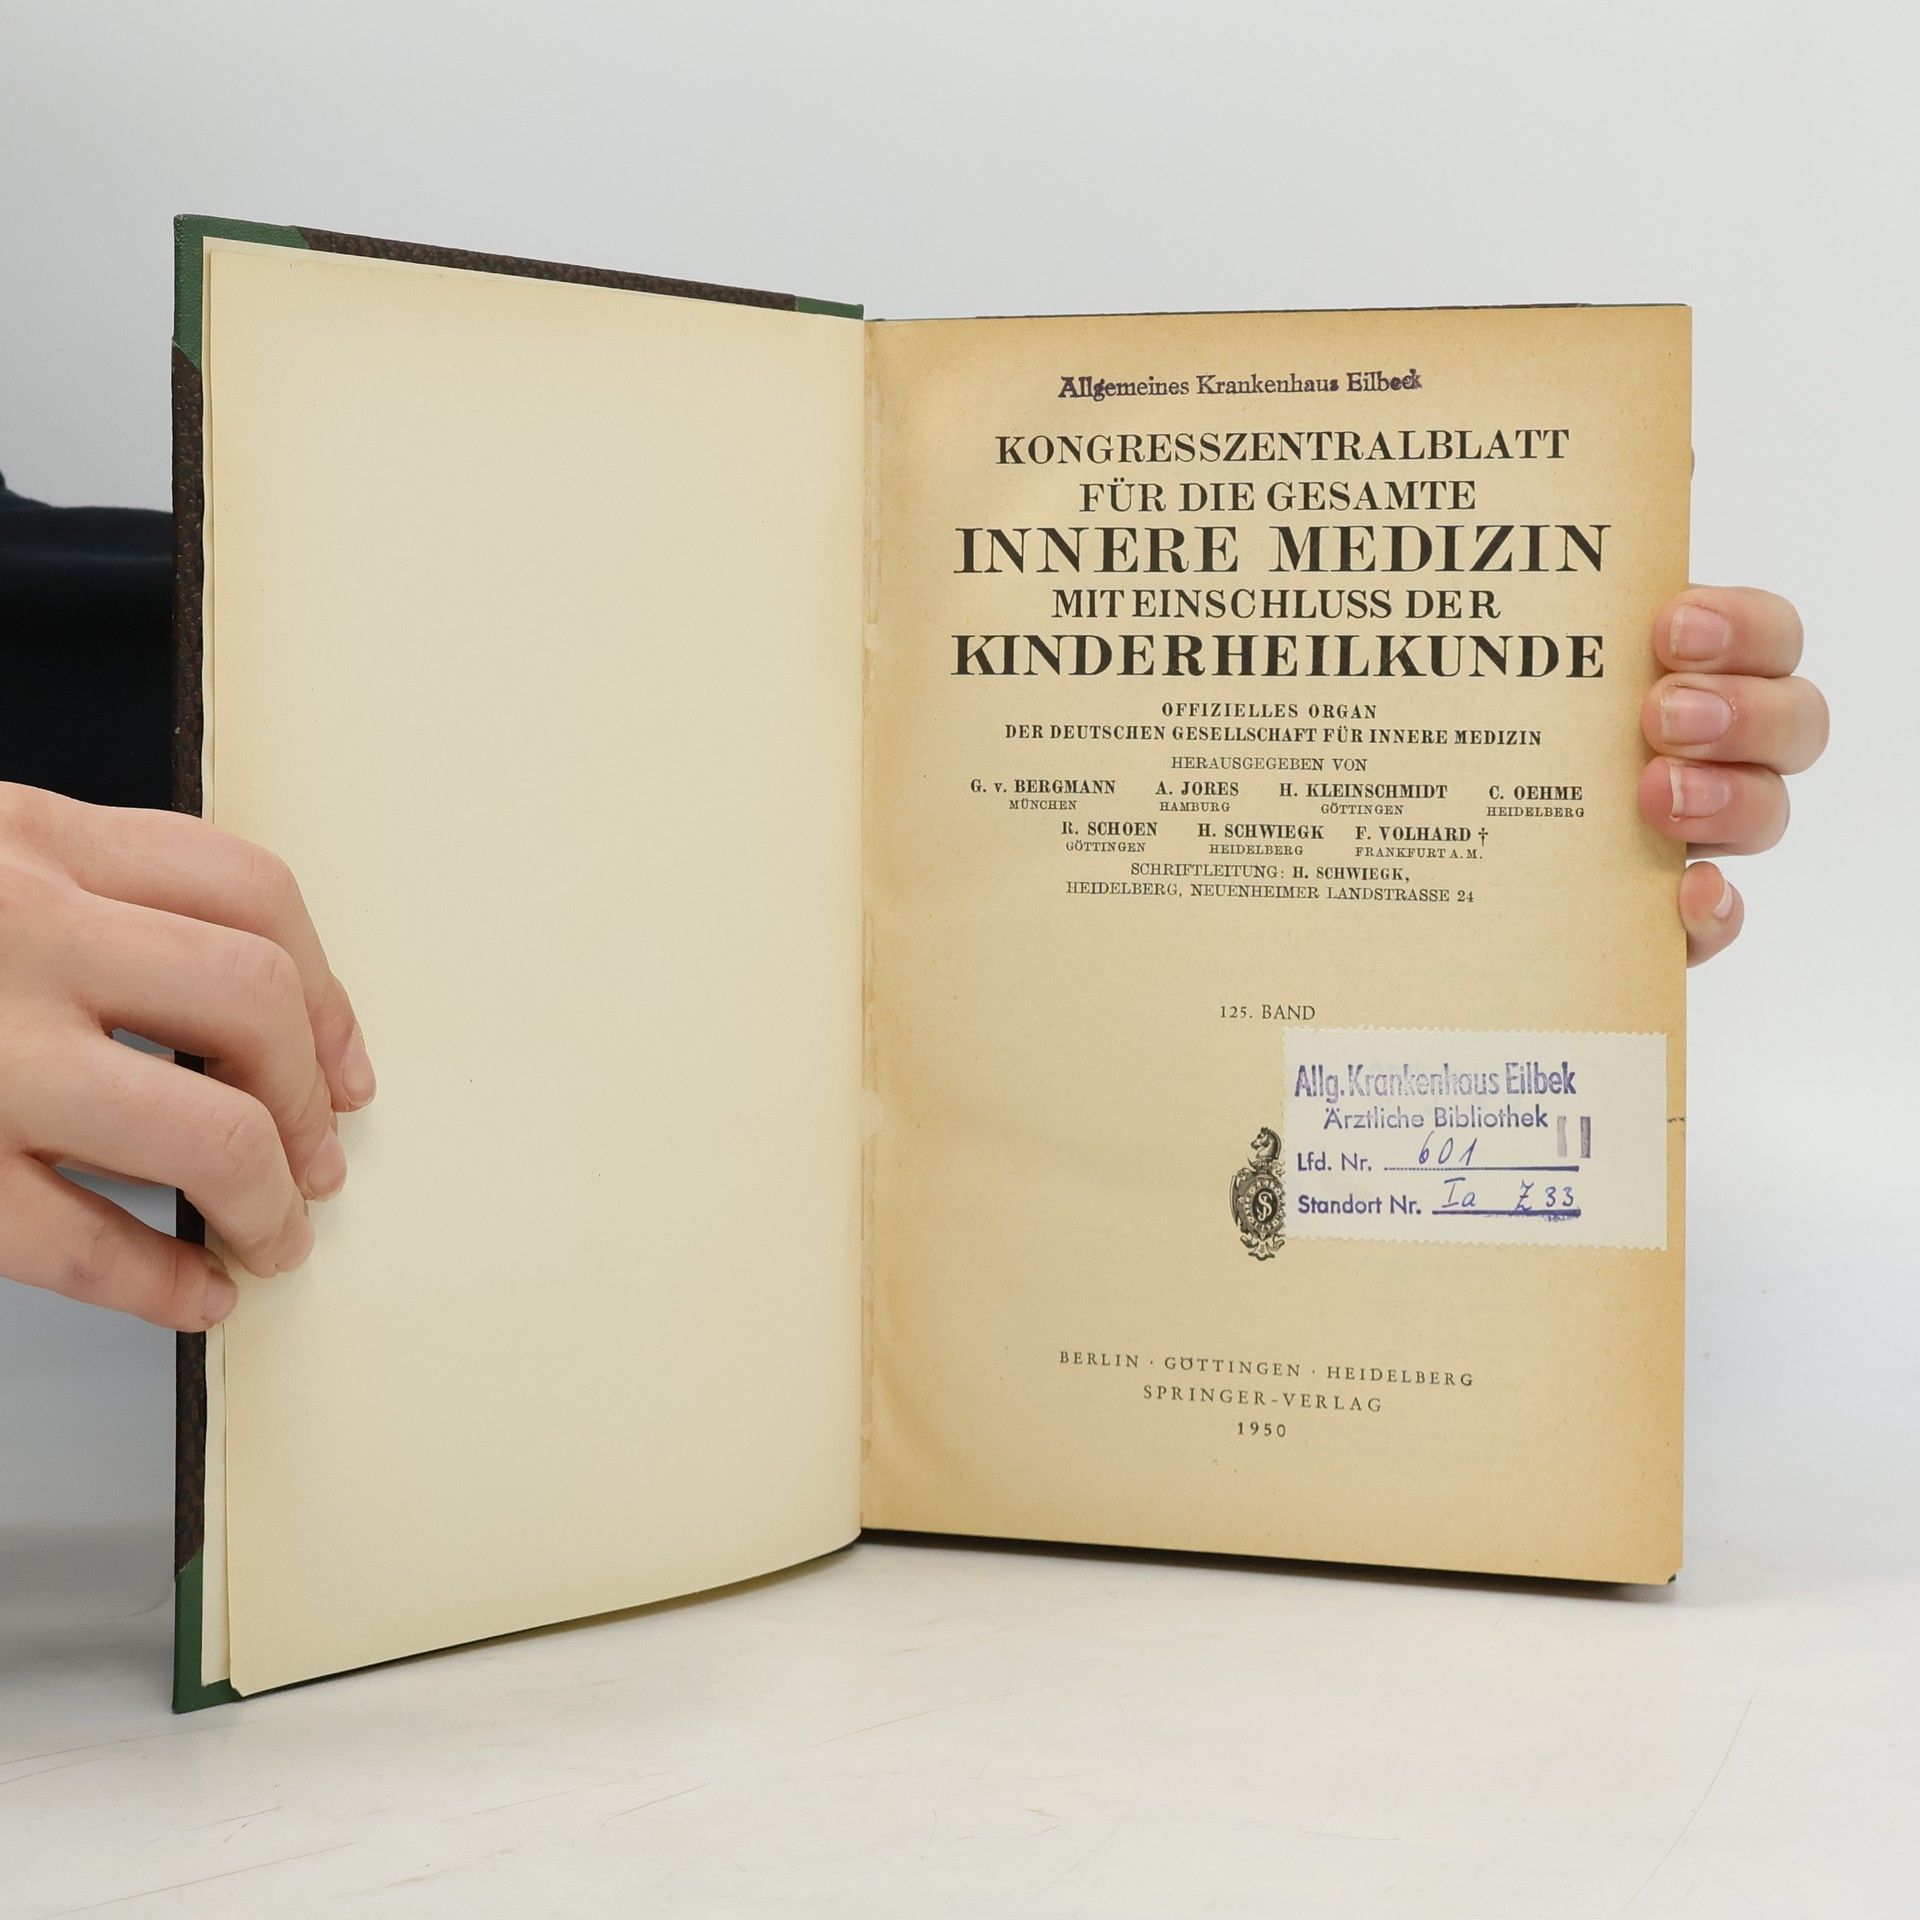 Allgemeines Krankenhaus Eilbeck
KONGRESSZENTRALBLATT
FÜR DIE GESAMTE
INNERE MEDIZIN
MIT EINSCHLUSS DER
KINDERHEILKUNDE
OFFIZIELLES ORGAN
DER DEUTSCHEN GESELLSCHAFT FÜR INNERE MEDIZIN
HERAUSGEGEBEN VON
G. v. BERGMANN A. JORES H. KLEINSCHMIDT C. OEHME
MÜNCHEN HAMBURG GÖTTINGEN HEIDELBERG
R. SCHOEN H. SCHWIEGK F. VOLHARD †
GÖTTINGEN HEIDELBERG FRANKFURT A. M.
SCHRIFTLEITUNG: H. SCHWIEGK,
HEIDELBERG, NEUENHEIMER LANDSTRASSE 24
125. BAND
Allg. Krankenhaus Eilbek
Ärztliche Bibliothek
Lfd. Nr. 601
Standort Nr. Ia Z 33
BERLIN · GÖTTINGEN · HEIDELBERG
SPRINGER-VERLAG
1950